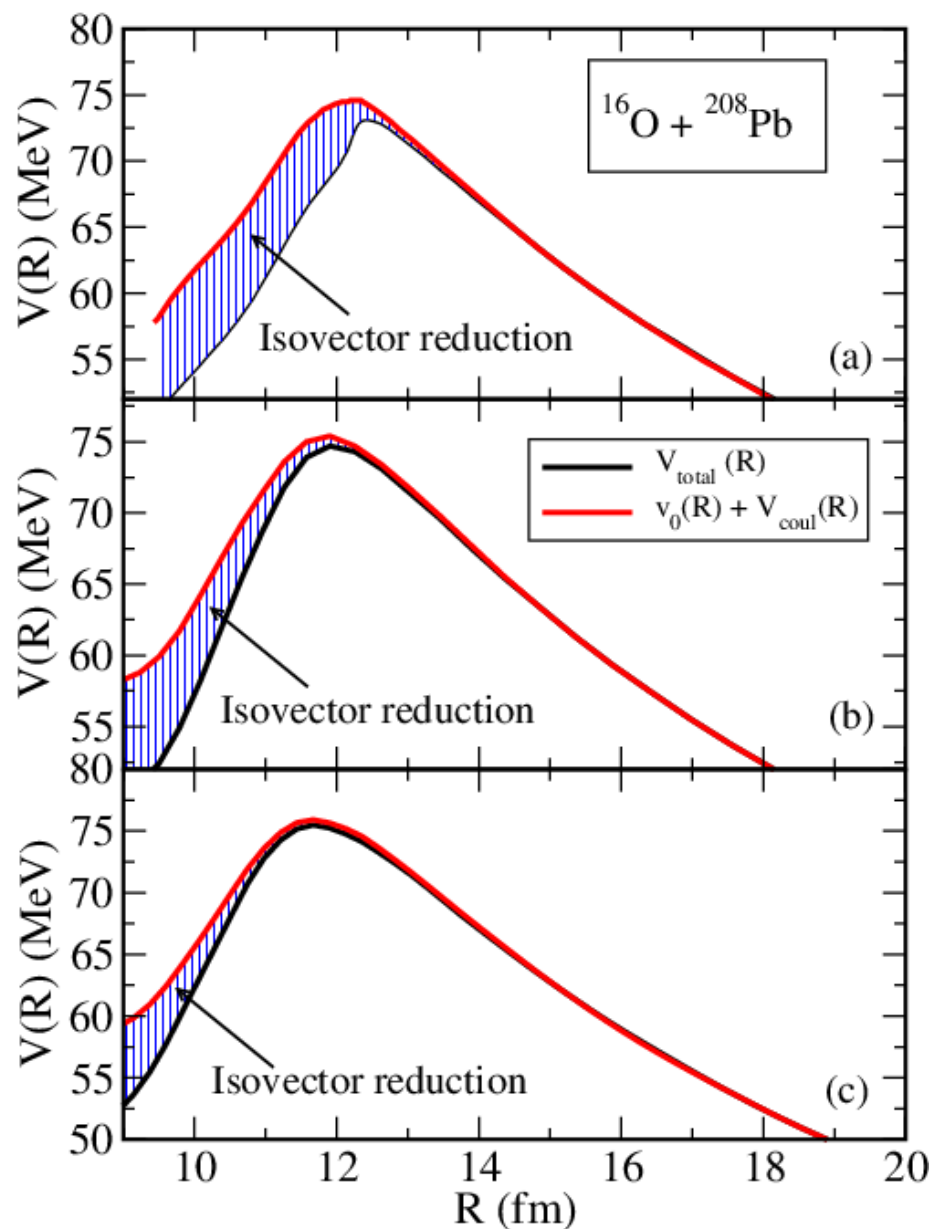 80
75
70
65
60
55
V(R) (MeV)
¹⁶O + ²⁰⁸Pb
Isovector reduction
(a)
75
70
65
60
55
V(R) (MeV)
V_total (R)
v_0(R) + V_coul(R)
Isovector reduction
(b)
80
75
70
65
60
55
50
V(R) (MeV)
Isovector reduction
(c)
10 12 14 16 18 20
R (fm)